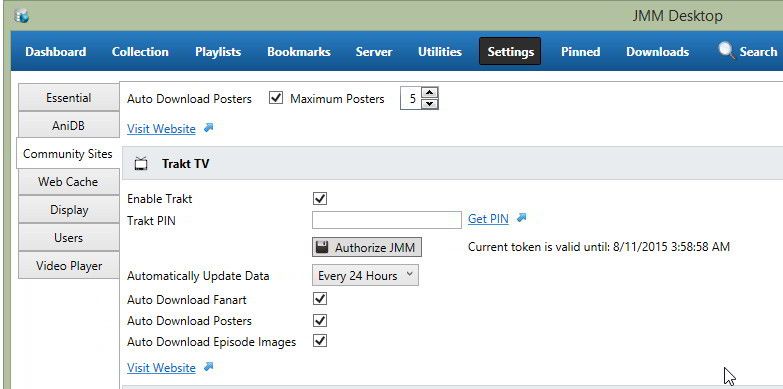 JMM Desktop
Dashboard Collection Playlists Bookmarks Server Utilities Settings Pinned Downloads Search
Essential
AniDB
Community Sites
Web Cache
Display
Users
Video Player
Auto Download Posters Maximum Posters 5
Visit Website
Trakt TV
Enable Trakt
Trakt PIN Get PIN
Authorize JMM Current token is valid until: 8/11/2015 3:58:58 AM
Automatically Update Data Every 24 Hours
Auto Download Fanart
Auto Download Posters
Auto Download Episode Images
Visit Website